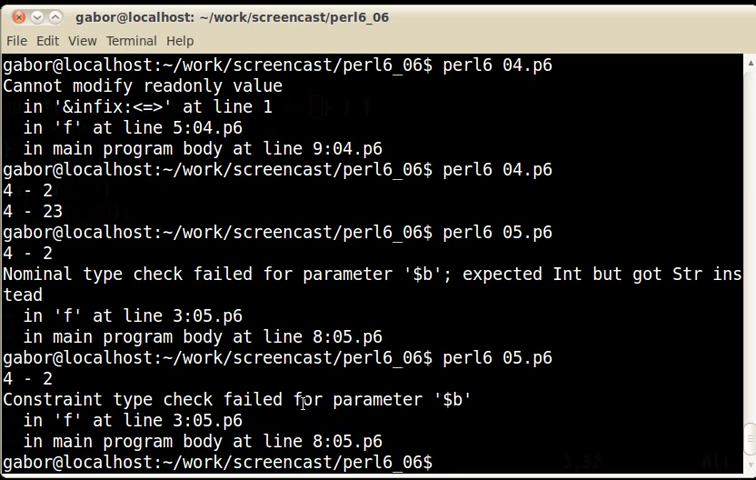 gabor@localhost: ~/work/screencast/perl6_06
File Edit View Terminal Help
gabor@localhost:~/work/screencast/perl6_06$ perl6 04.p6
Cannot modify readonly value
  in '&infix:<=>' at line 1
  in 'f' at line 5:04.p6
  in main program body at line 9:04.p6
gabor@localhost:~/work/screencast/perl6_06$ perl6 04.p6
4 - 2
4 - 23
gabor@localhost:~/work/screencast/perl6_06$ perl6 05.p6
4 - 2
Nominal type check failed for parameter '$b'; expected Int but got Str ins
tead
  in 'f' at line 3:05.p6
  in main program body at line 8:05.p6
gabor@localhost:~/work/screencast/perl6_06$ perl6 05.p6
4 - 2
Constraint type check failed for parameter '$b'
  in 'f' at line 3:05.p6
  in main program body at line 8:05.p6
gabor@localhost:~/work/screencast/perl6_06$